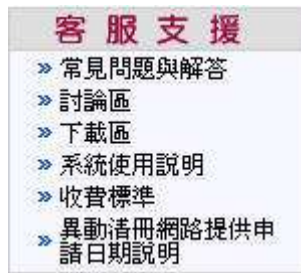 客服支援
» 常見問題與解答
» 討論區
» 下載區
» 系統使用說明
» 收費標準
» 異動清冊網路提供申
請日期說明